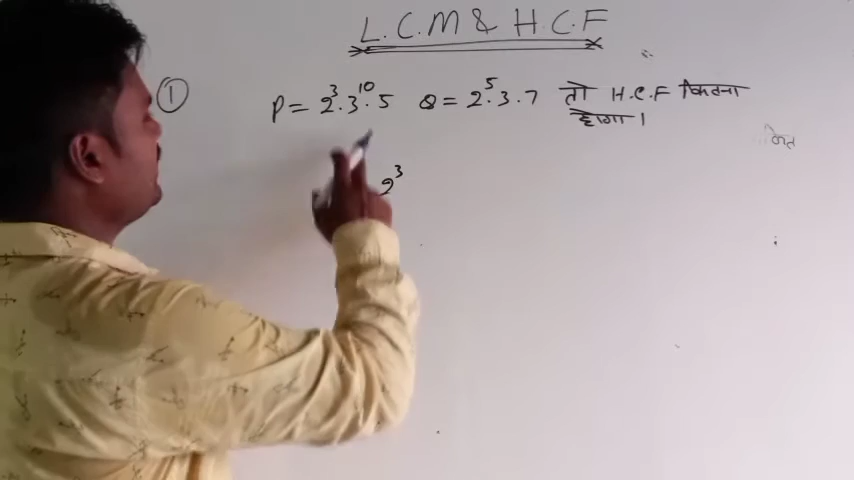 L.C.M & H.C.F
① P = 2³.3¹⁰.5 Q = 2⁵.3.7 तो H.C.F कितना
होगा ।
2³